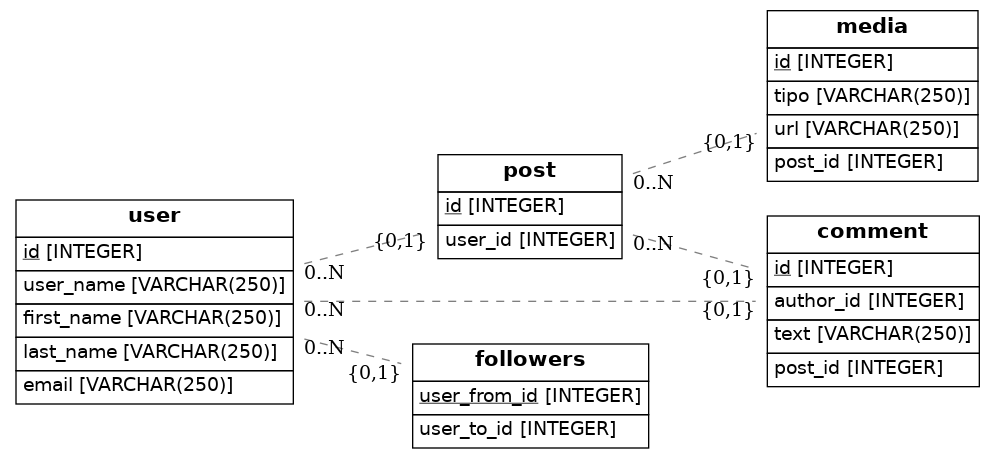 media
id [INTEGER]
tipo [VARCHAR(250)]
url [VARCHAR(250)]
post_id [INTEGER]
{0,1}
0..N
post
id [INTEGER]
user_id [INTEGER]
{0,1}
0..N
0..N
{0,1}
user
id [INTEGER]
user_name [VARCHAR(250)]
first_name [VARCHAR(250)]
last_name [VARCHAR(250)]
email [VARCHAR(250)]
comment
id [INTEGER]
author_id [INTEGER]
text [VARCHAR(250)]
post_id [INTEGER]
0..N
{0,1}
0..N
{0,1}
followers
user_from_id [INTEGER]
user_to_id [INTEGER]